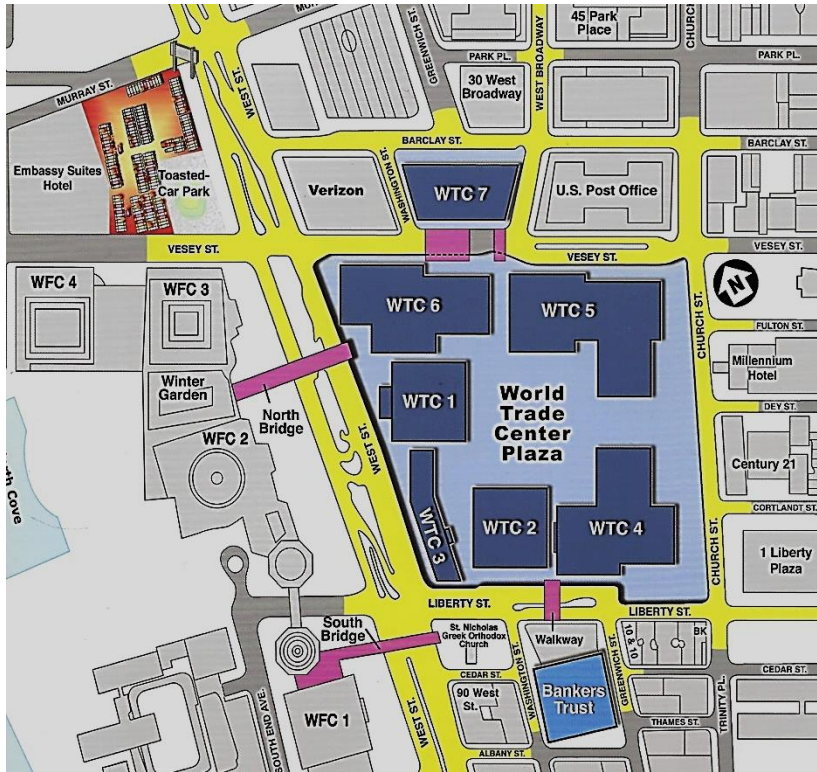 MURRAY ST.
MU
WEST ST.
GREENWICH ST.
PARK PL.
WEST BROADWAY
45 Park
Place
CHURCH
PARK PL.
30 West
Broadway
BARCLAY ST.
BARCLAY ST.
Embassy Suites
Hotel
Toasted-
Car Park
Verizon
WASHINGTON ST.
WTC 7
U.S. Post Office
VESEY ST.
VESEY ST.
VESEY ST.
WFC 4
WFC 3
WTC 6
WTC 5
N
CHURCH ST.
FULTON ST.
Millennium
Hotel
Winter
Garden
North
Bridge
WTC 1
World
Trade
Center
Plaza
DEY ST.
WFC 2
WEST ST.
Century 21
th Cove
WTC 3
WTC 2
WTC 4
CORTLANDT ST.
CHURCH ST.
1 Liberty
Plaza
LIBERTY ST.
LIBERTY ST.
South
Bridge
St. Nicholas
Greek Orthodox
Church
WASHINGTON ST.
Walkway
GREENWICH ST.
10 & 10
BK
CEDAR ST.
CEDAR ST.
WFC 1
SOUTH END AVE.
WEST ST.
90 West
St.
Bankers
Trust
TRINITY PL.
THAMES ST.
ALBANY ST.